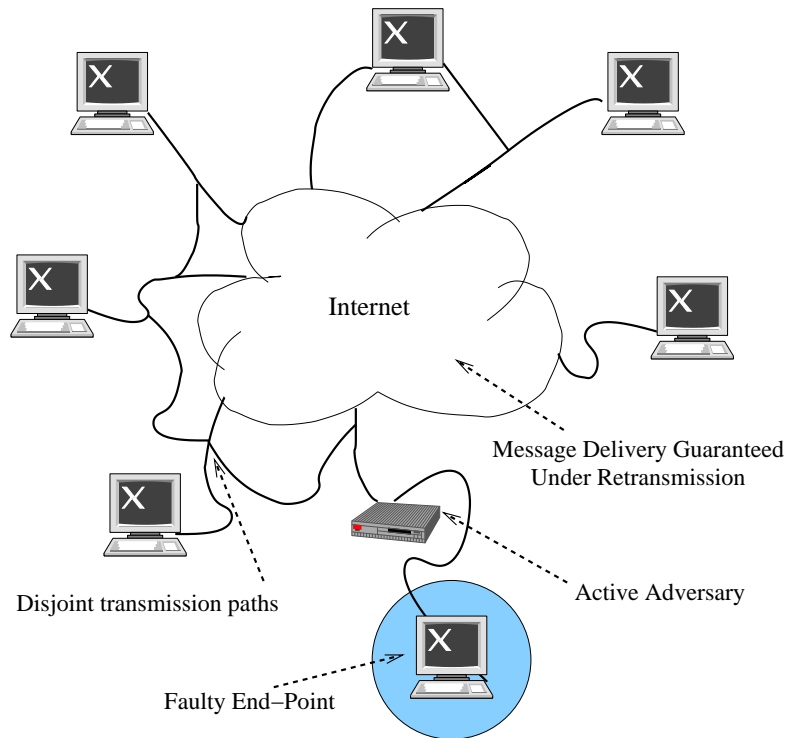 X
X
X
X
X
Internet
Message Delivery Guaranteed
Under Retransmission
X
Active Adversary
Disjoint transmission paths
X
Faulty End−Point